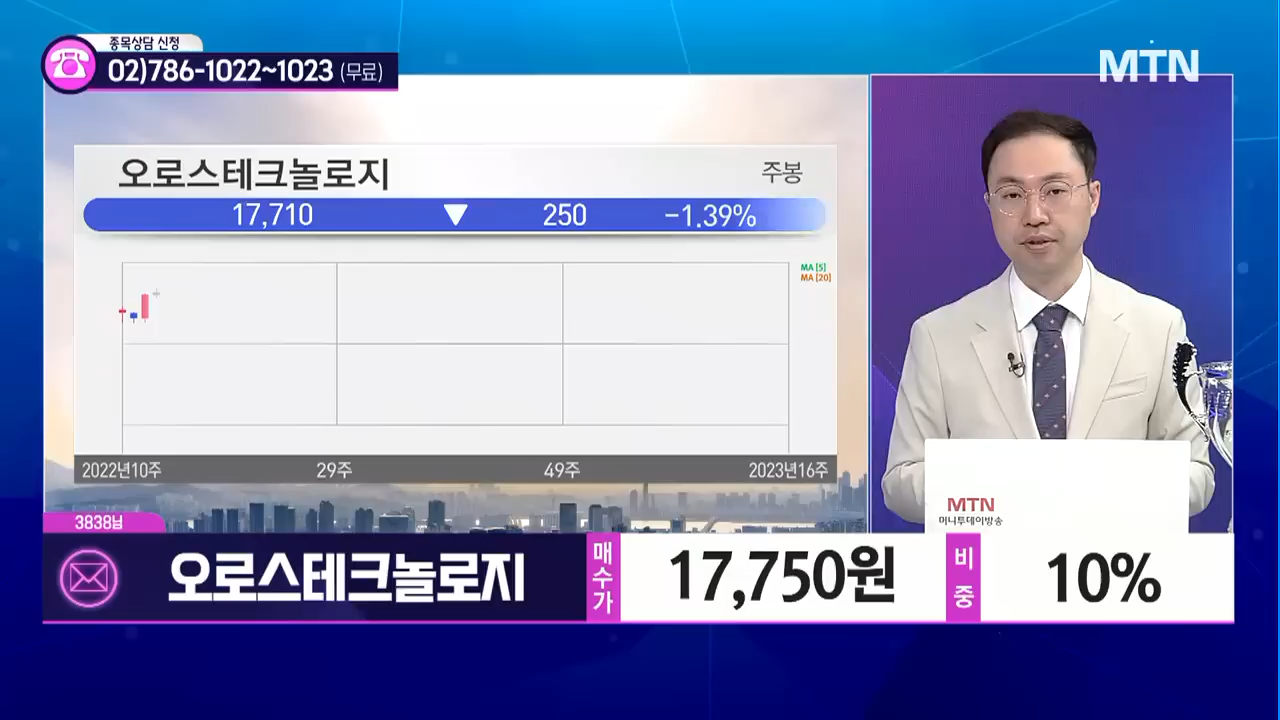 종목상담 신청
02)786-1022~1023 (무료)
MTN
오로스테크놀로지
주봉
17,710 ▼ 250 -1.39%
MA [5]
MA [20]
2022년10주 29주 49주 2023년16주
MTN
머니투데이방송
3838님
오로스테크놀로지
매수가
17,750원
비중
10%